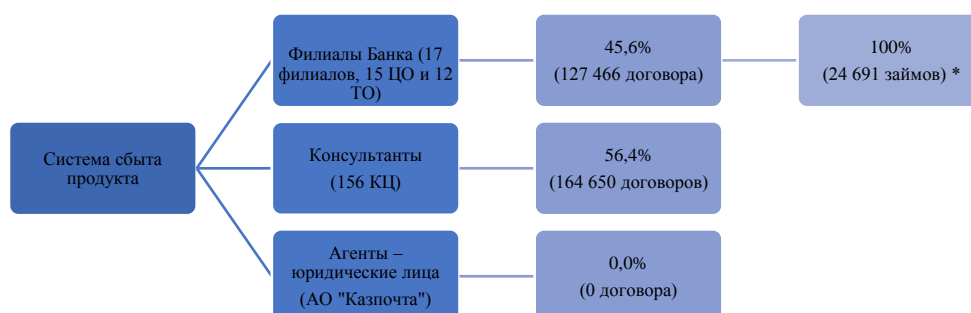 Филиалы Банка (17
филиалов, 15 ЦО и 12
ТО)
45,6%
(127 466 договора)
100%
(24 691 займов) *
Система сбыта
продукта
Консультанты
(156 КЦ)
56,4%
(164 650 договоров)
Агенты –
юридические лица
(АО "Казпочта")
0,0%
(0 договора)